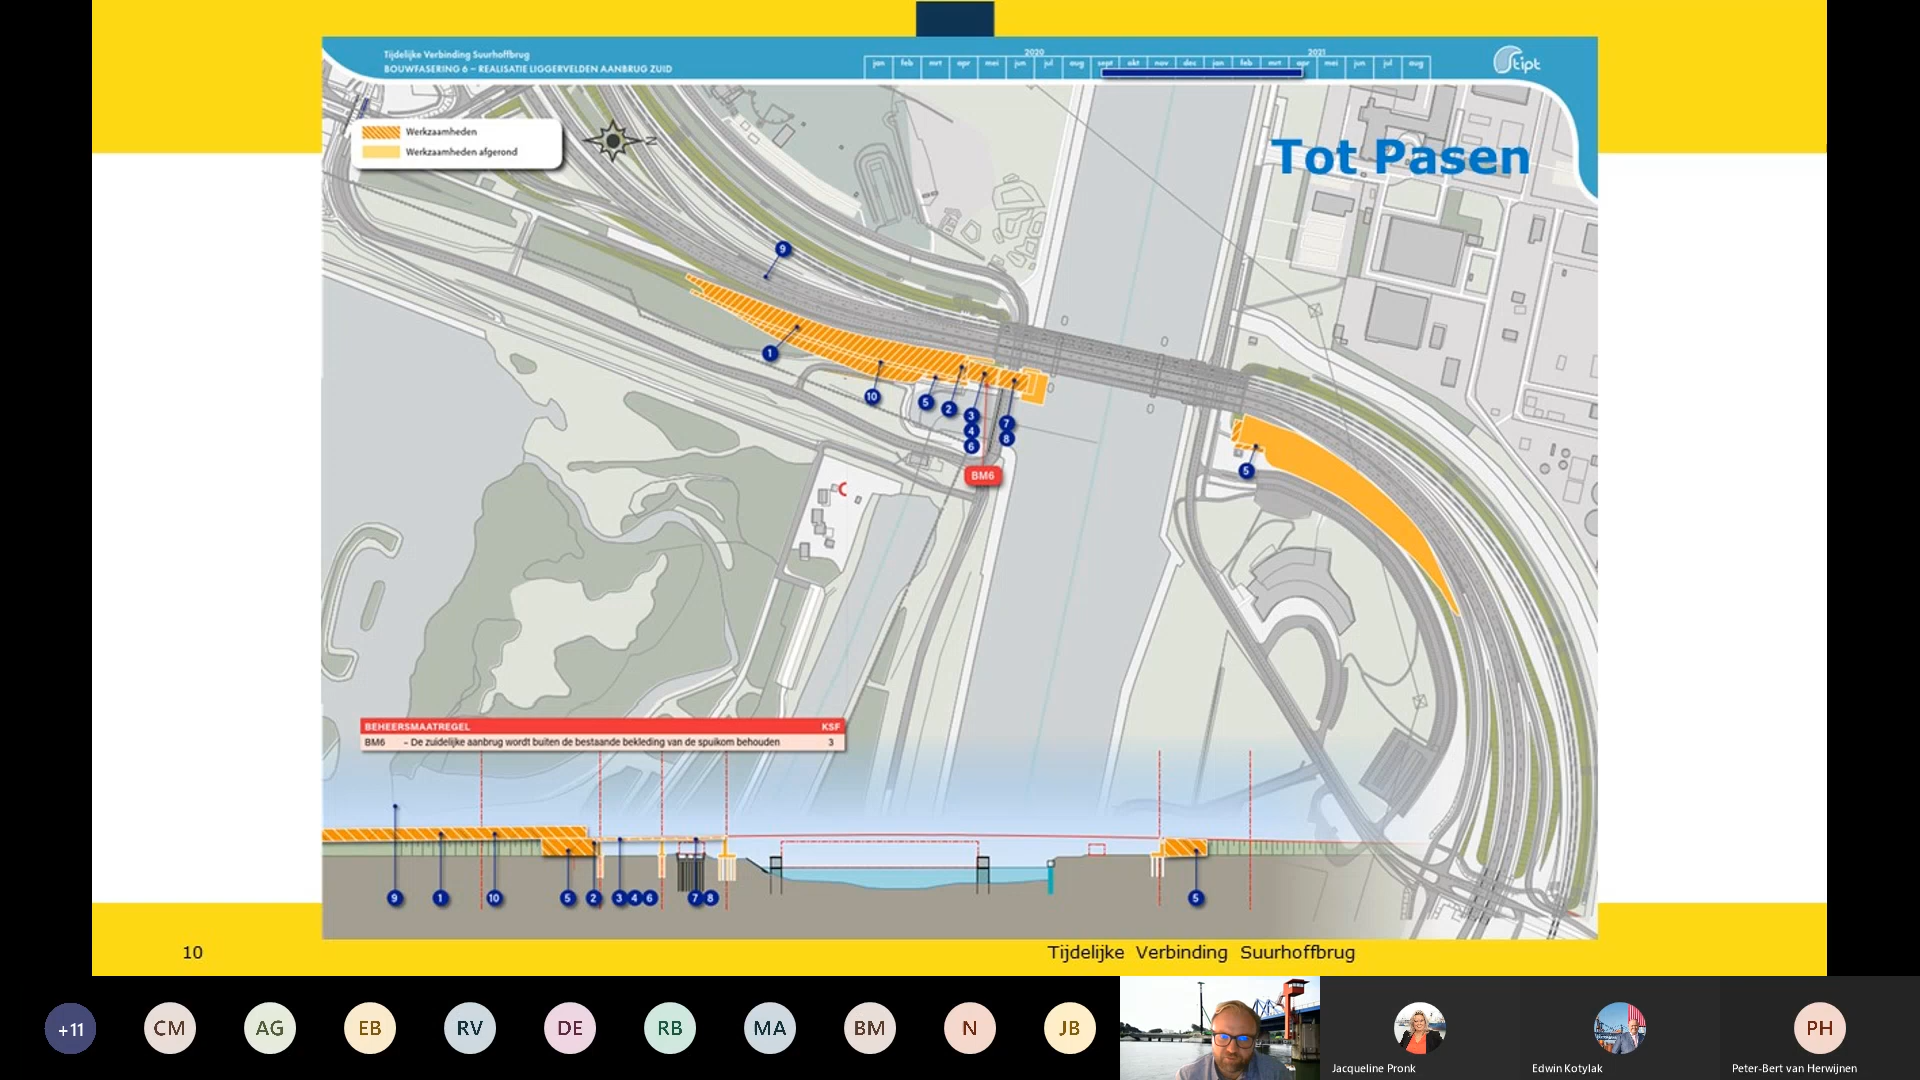 Tijdelijke Verbinding Suurhoffbrug
BOUWFASERING 6 – REALISATIE LIGGERVELDEN AANBRUG ZUID
2020
2021
jan feb mrt apr mei jun jul aug sept okt nov dec jan feb mrt apr mei jun jul aug
Stipt
Werkzaamheden
Werkzaamheden afgerond
N
Tot Pasen
9
1
10
5
2
3
4
6
7
8
BM6
5
BEHEERSMAATREGEL KSF
BM6 – De zuidelijke aanbrug wordt buiten de bestaande bekleding van de spuikom behouden 3
9 1 10 5 2 3 4 6 7 8 5
10
Tijdelijke Verbinding Suurhoffbrug
+11 CM AG EB RV DE RB MA BM N JB PH
Jacqueline Pronk Edwin Kotylak Peter-Bert van Herwijnen